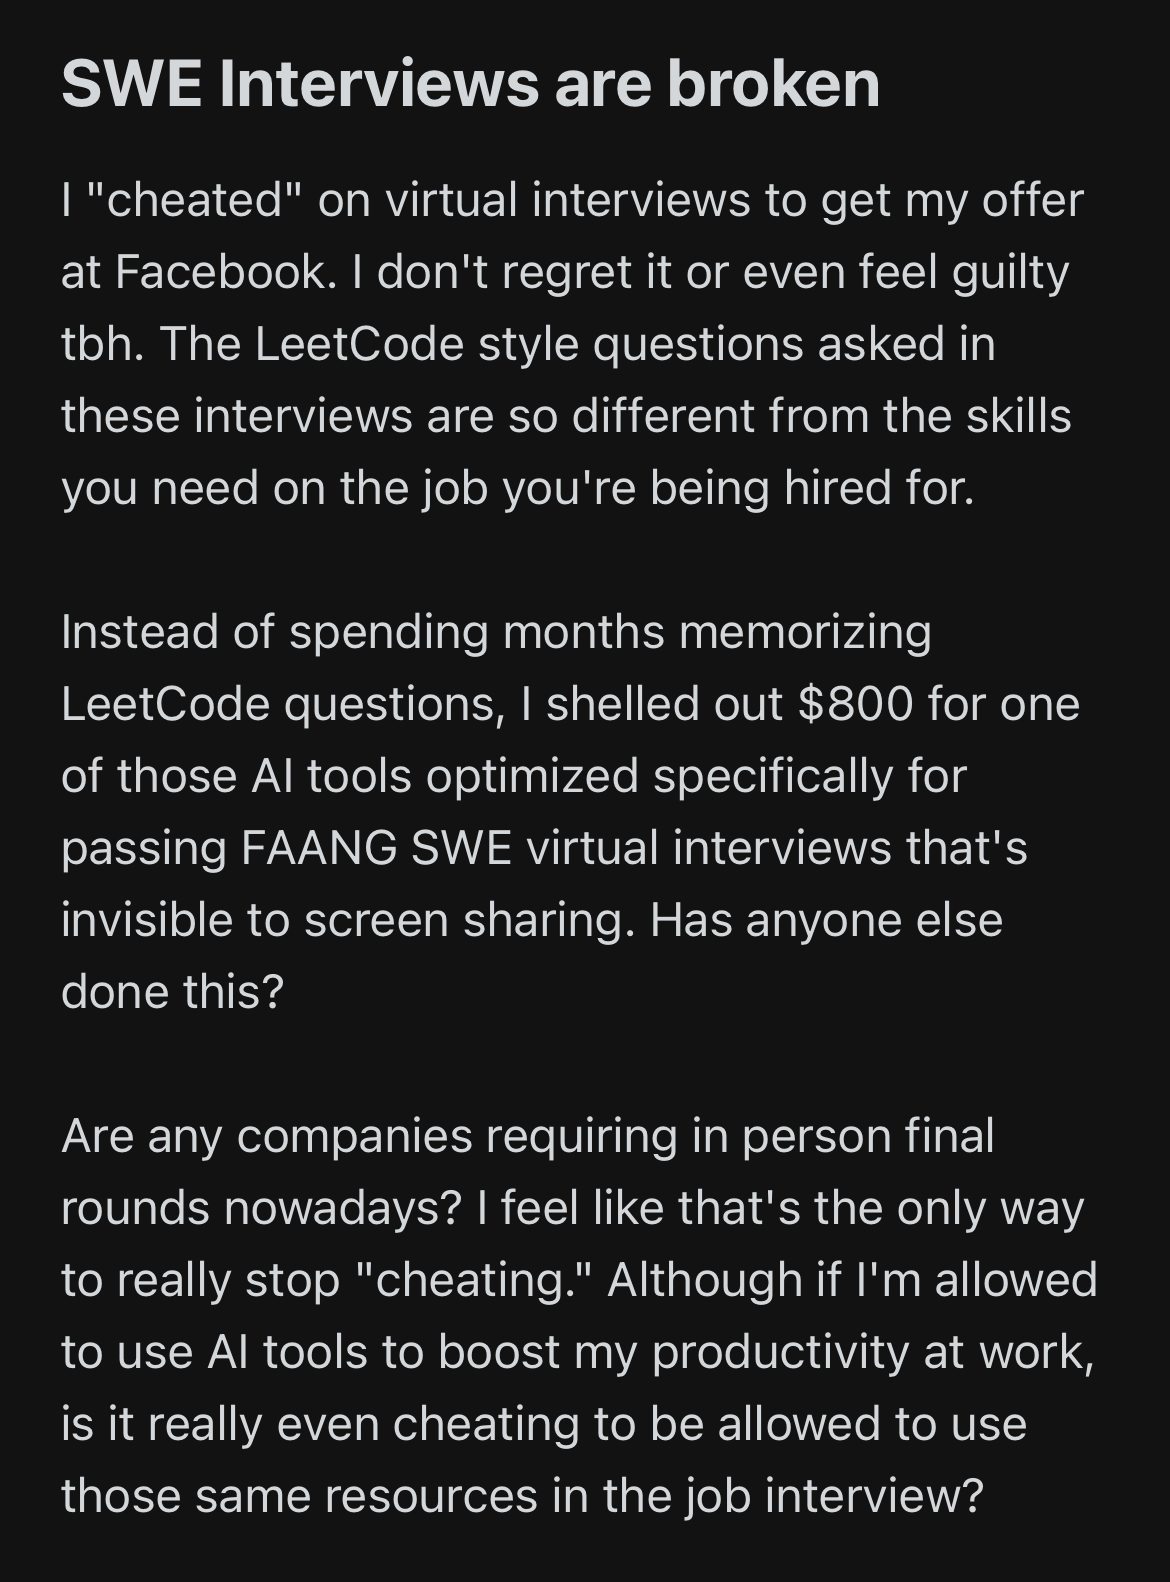 SWE Interviews are broken
I "cheated" on virtual interviews to get my offer
at Facebook. I don't regret it or even feel guilty
tbh. The LeetCode style questions asked in
these interviews are so different from the skills
you need on the job you're being hired for.
Instead of spending months memorizing
LeetCode questions, I shelled out $800 for one
of those AI tools optimized specifically for
passing FAANG SWE virtual interviews that's
invisible to screen sharing. Has anyone else
done this?
Are any companies requiring in person final
rounds nowadays? I feel like that's the only way
to really stop "cheating." Although if I'm allowed
to use AI tools to boost my productivity at work,
is it really even cheating to be allowed to use
those same resources in the job interview?